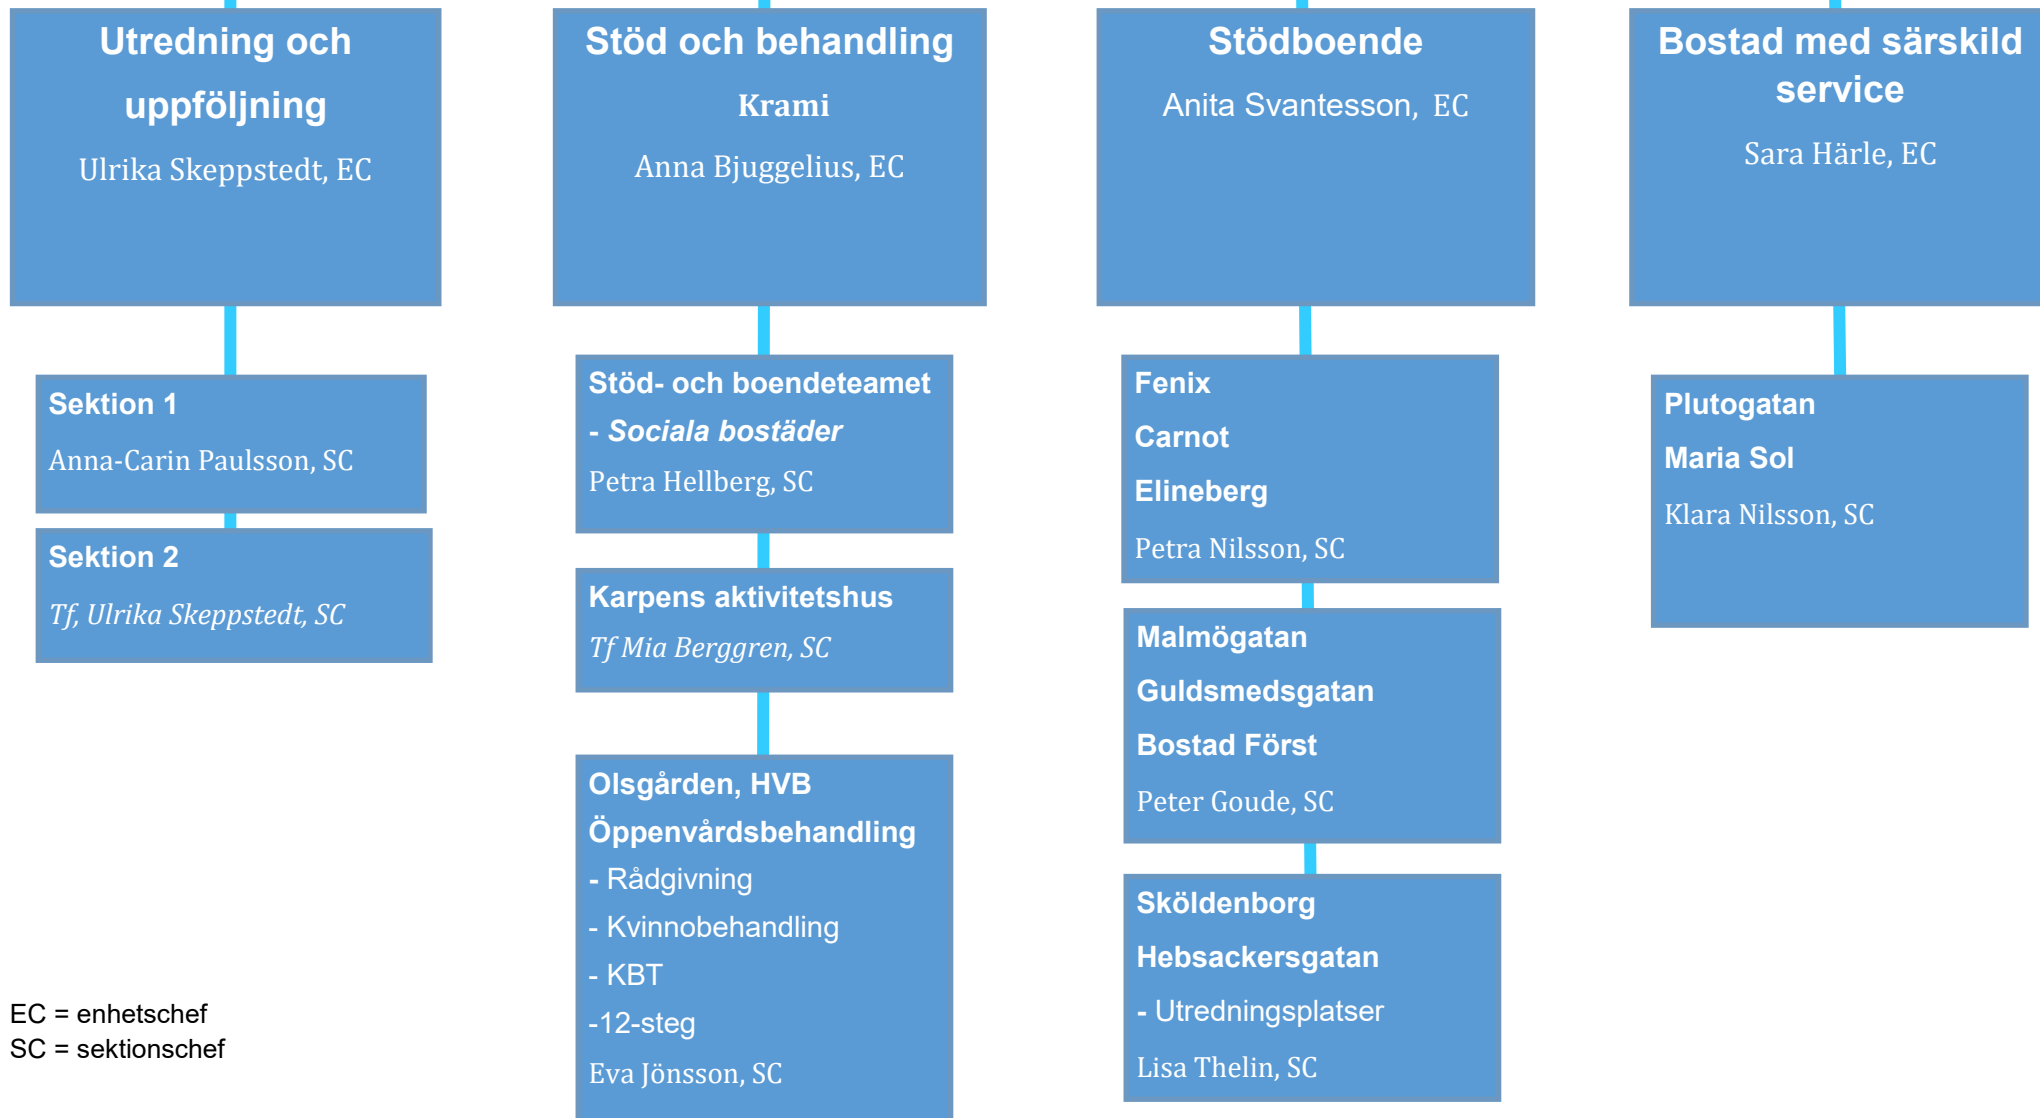 Utredning och
uppföljning
Ulrika Skeppstedt, EC
Sektion 1
Anna-Carin Paulsson, SC
Sektion 2
Tf, Ulrika Skeppstedt, SC
Stöd och behandling
Krami
Anna Bjuggelius, EC
Stöd- och boendeteamet
- Sociala bostäder
Petra Hellberg, SC
Karpens aktivitetshus
Tf Mia Berggren, SC
Olsgården, HVB
Öppenvårdsbehandling
- Rådgivning
- Kvinnobehandling
- KBT
-12-steg
Eva Jönsson, SC
Stödboende
Anita Svantesson, EC
Fenix
Carnot
Elineberg
Petra Nilsson, SC
Malmögatan
Guldsmedsgatan
Bostad Först
Peter Goude, SC
Sköldenborg
Hebsackersgatan
- Utredningsplatser
Lisa Thelin, SC
Bostad med särskild
service
Sara Härle, EC
Plutogatan
Maria Sol
Klara Nilsson, SC
EC = enhetschef
SC = sektionschef